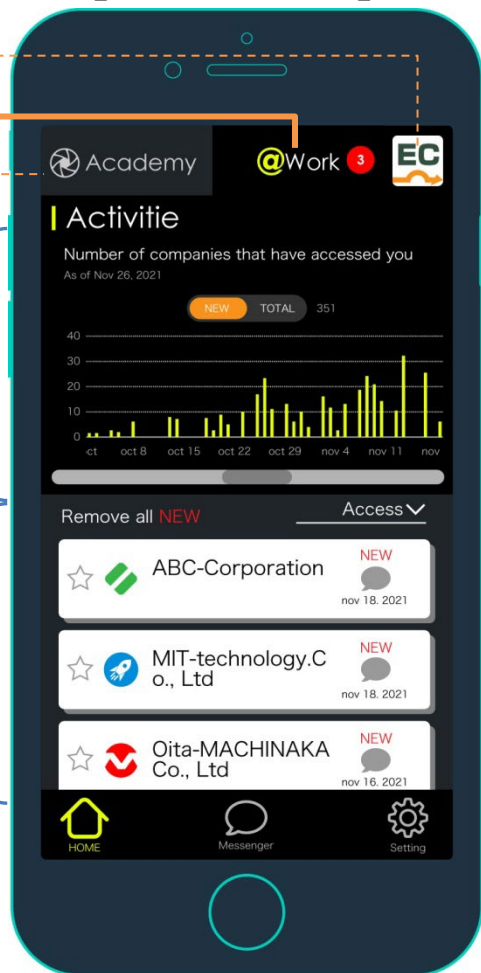 Academy
@Work 3
EC
Activitie
Number of companies that have accessed you
As of Nov 26, 2021
NEW TOTAL 351
40
30
20
10
0
-ct oct 8 oct 15 oct 22 oct 29 nov 4 nov 11 nov
Remove all NEW
Access
ABC-Corporation
NEW
nov 18. 2021
MIT-technology.C
o., Ltd
NEW
nov 18. 2021
Oita-MACHINAKA
Co., Ltd
NEW
nov 16. 2021
HOME
Messenger
Setting